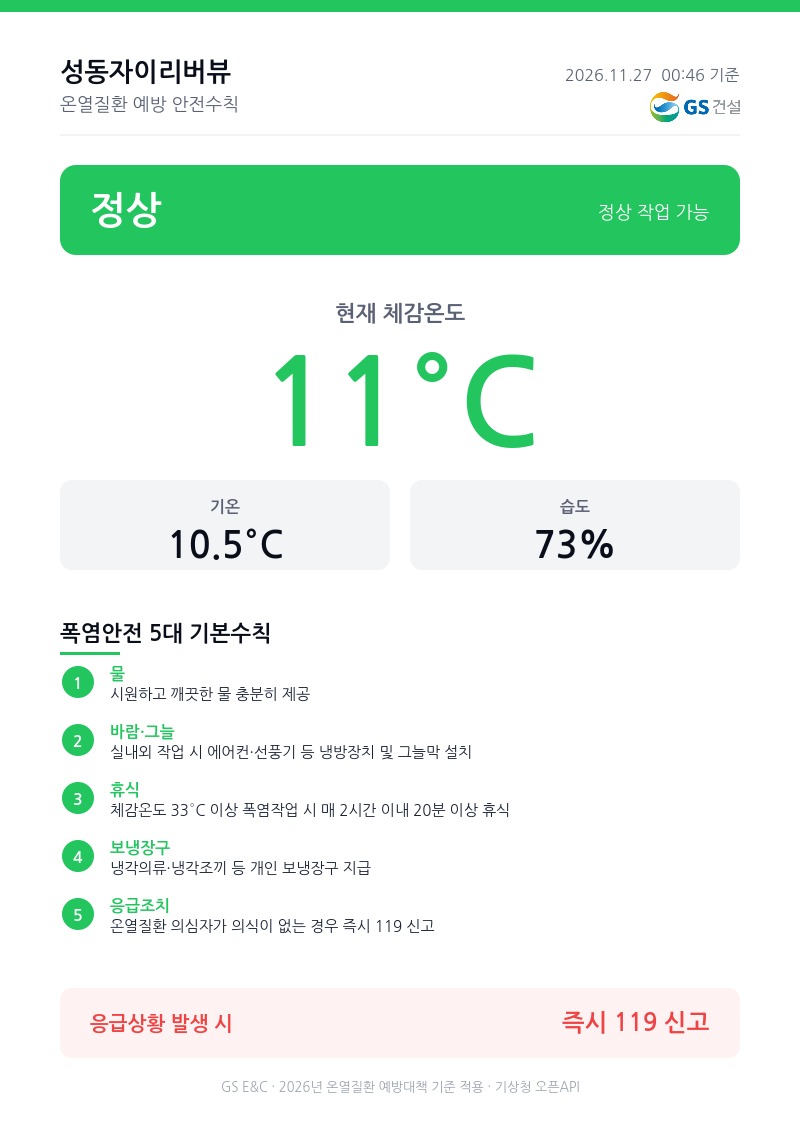 성동자이리버뷰
2026.11.27 00:46 기준
온열질환 예방 안전수칙
GS건설
정상
정상 작업 가능
현재 체감온도
11°C
기온
습도
10.5°C
73%
폭염안전 5대 기본수칙
1
물
시원하고 깨끗한 물 충분히 제공
2
바람·그늘
실내외 작업 시 에어컨·선풍기 등 냉방장치 및 그늘막 설치
3
휴식
체감온도 33°C 이상 폭염작업 시 매 2시간 이내 20분 이상 휴식
4
보냉장구
냉각의류·냉각조끼 등 개인 보냉장구 지급
5
응급조치
온열질환 의심자가 의식이 없는 경우 즉시 119 신고
응급상황 발생 시
즉시 119 신고
GS E&C · 2026년 온열질환 예방대책 기준 적용 · 기상청 오픈API